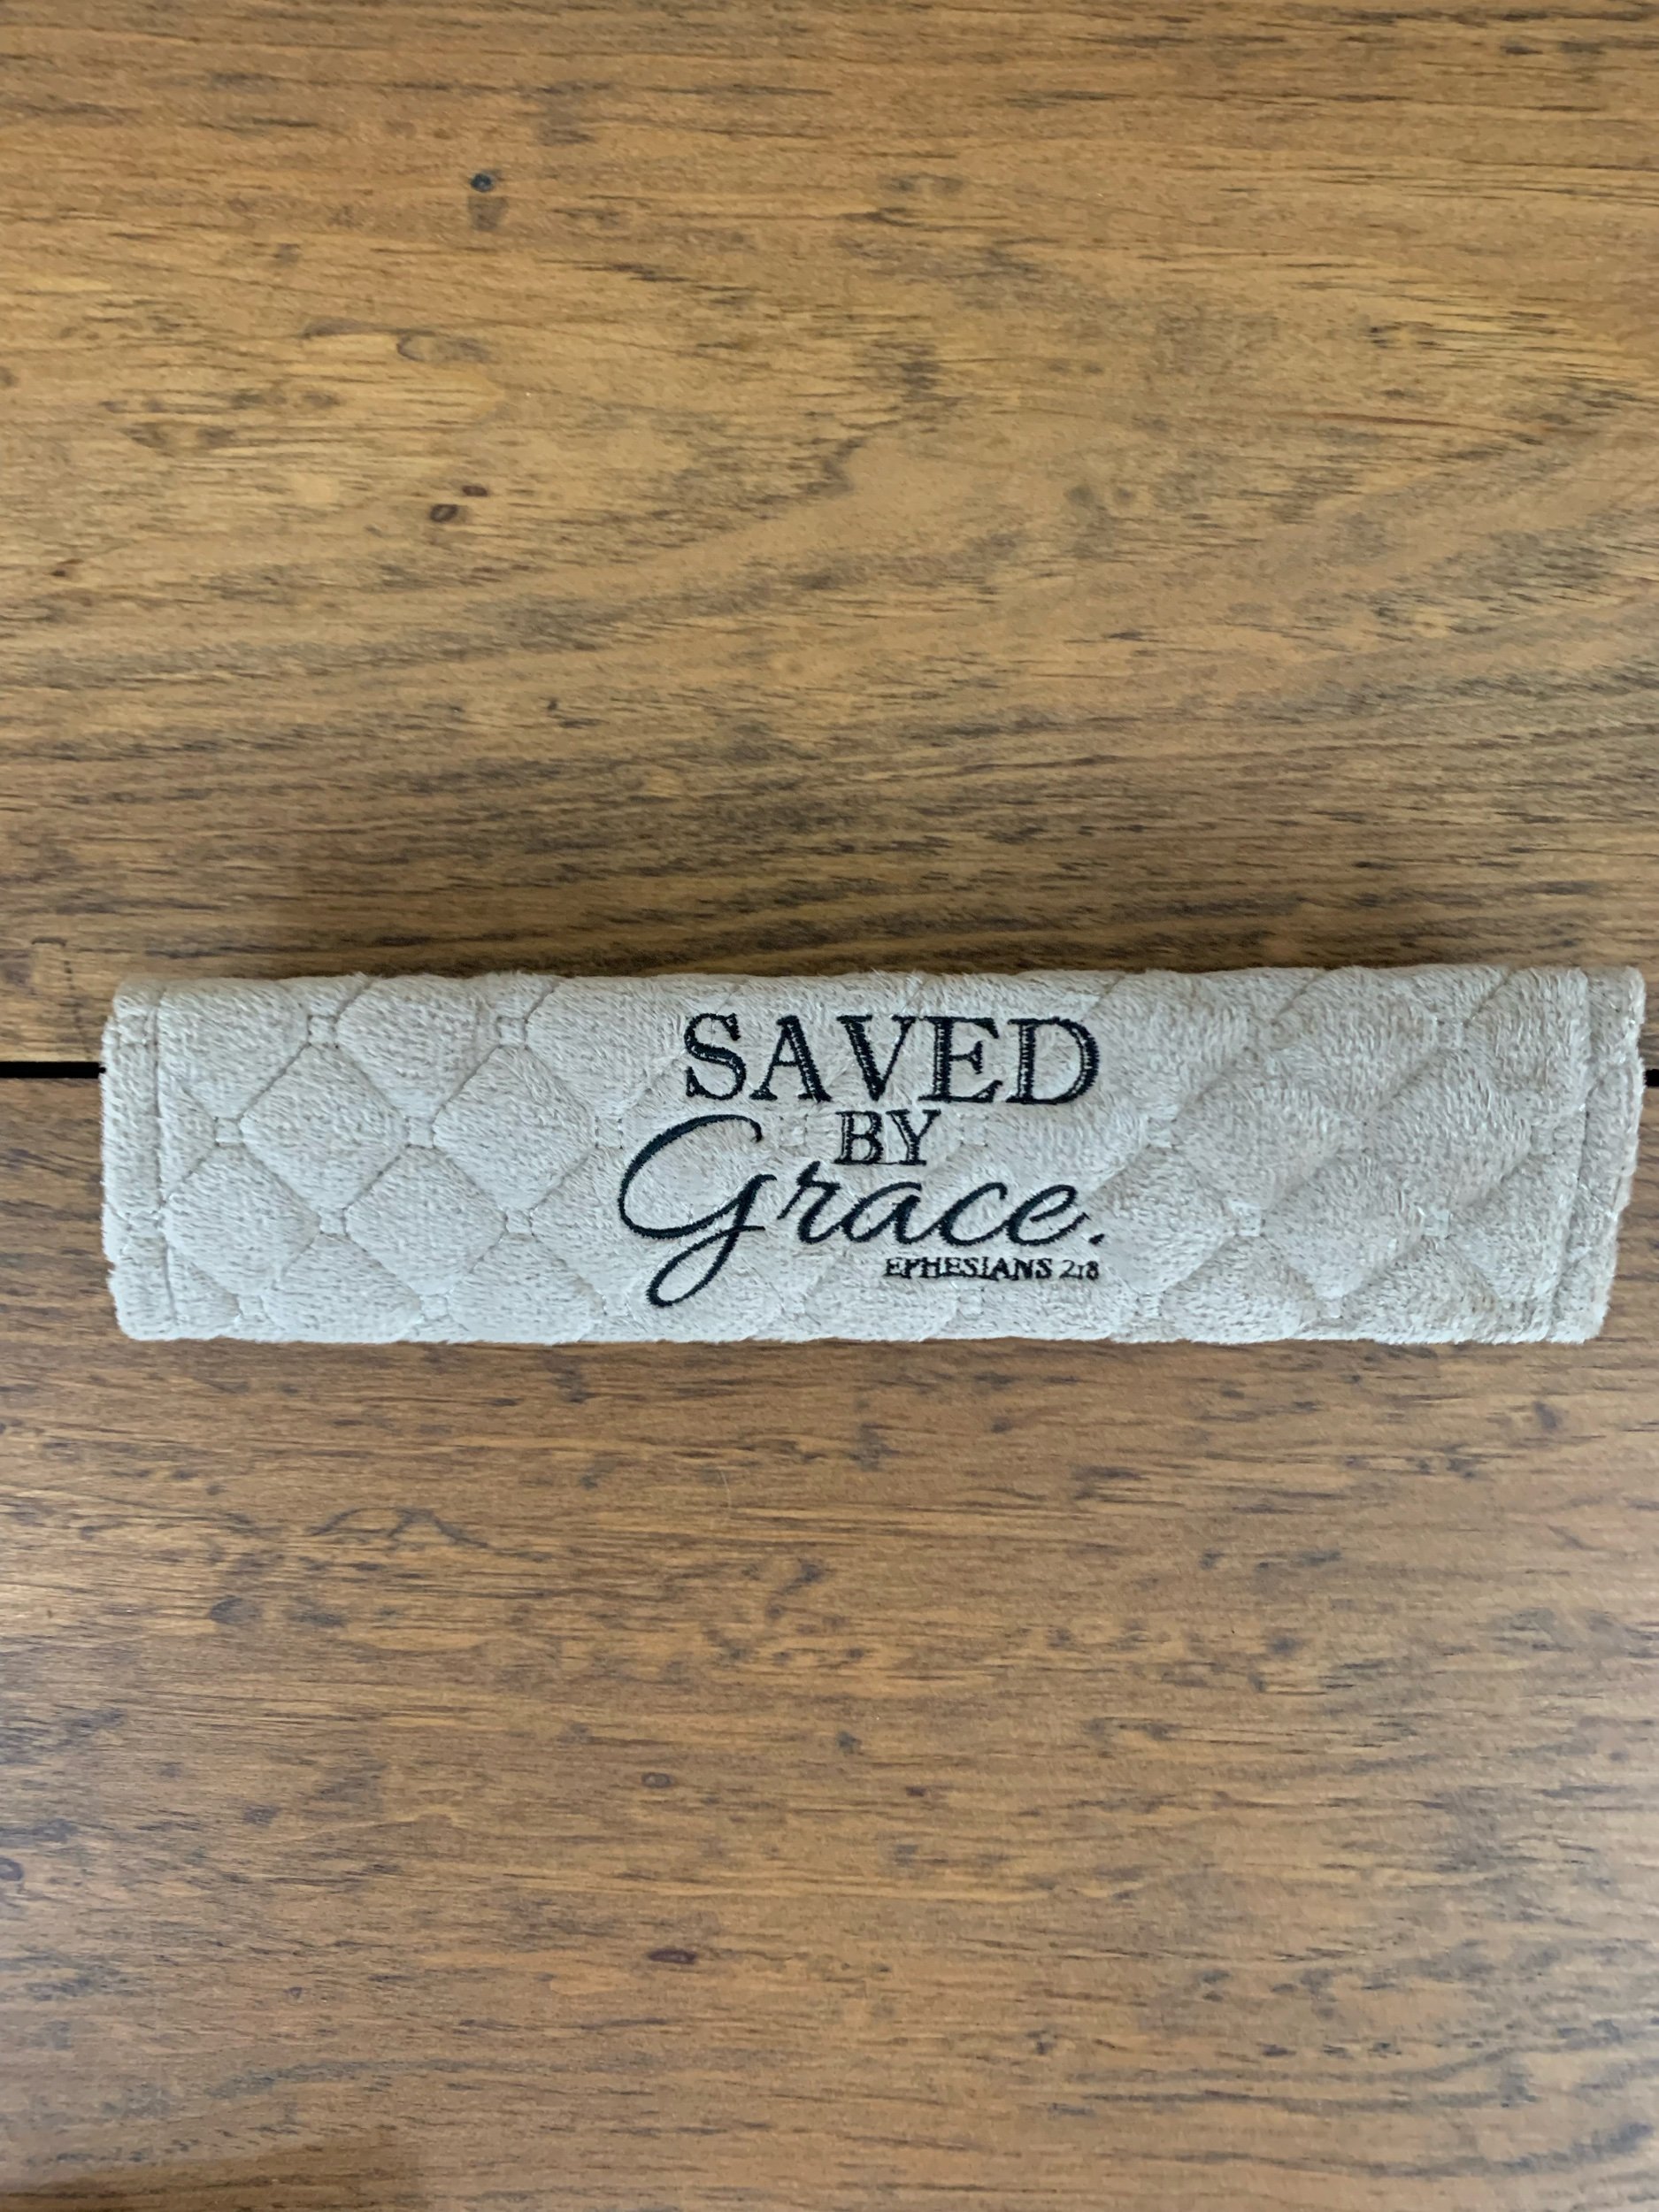 SAVED
BY
Grace.
EPHESIANS 2:8